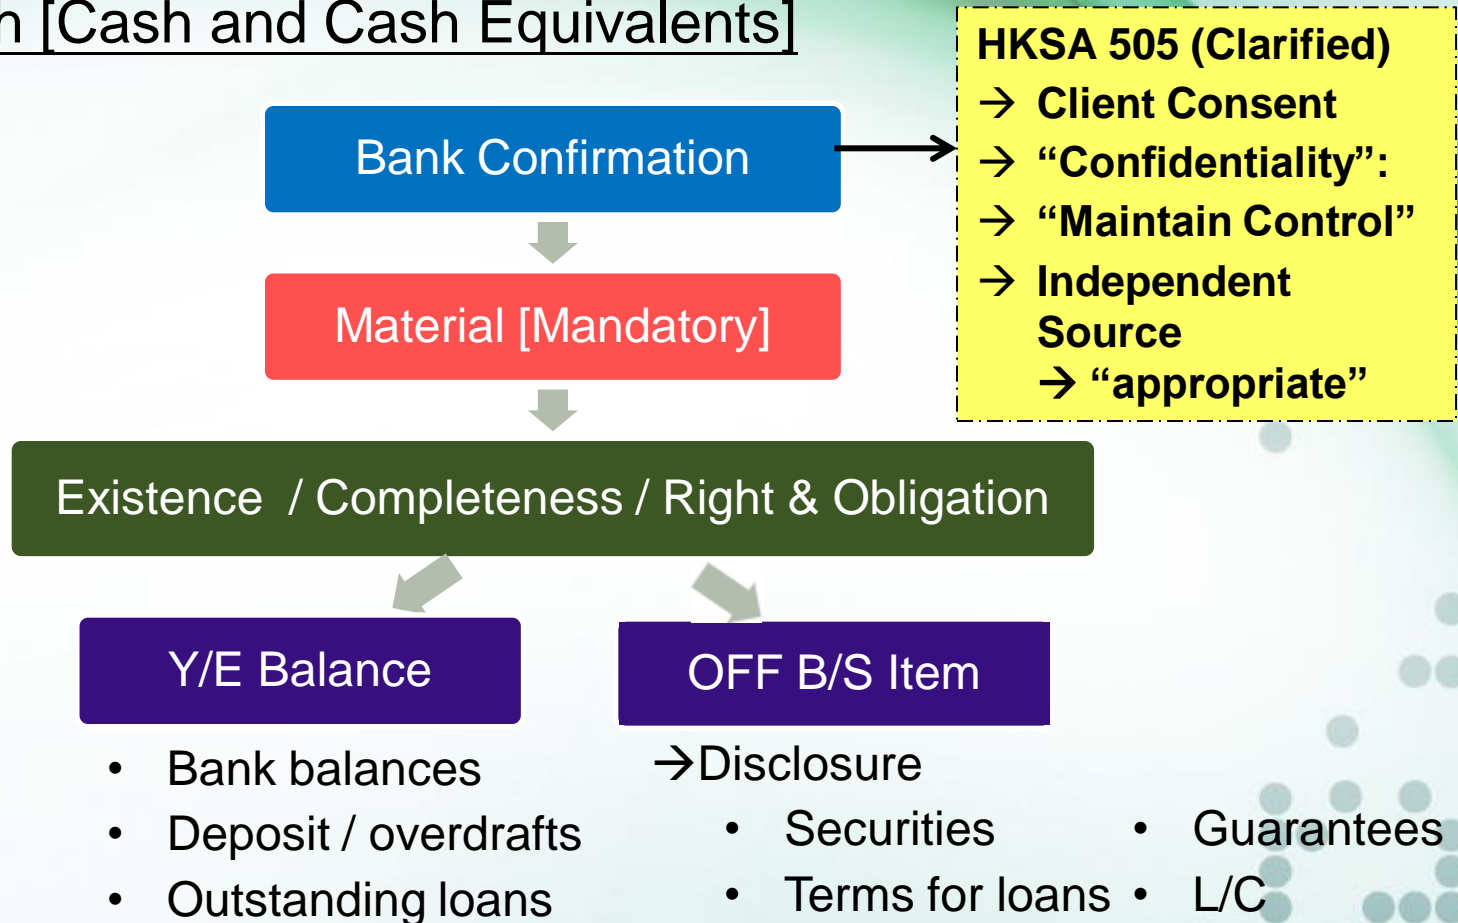 [Cash and Cash Equivalents]
Bank Confirmation
Material [Mandatory]
Existence / Completeness / Right & Obligation
Y/E Balance
• Bank balances
• Deposit / overdrafts
• Outstanding loans
OFF B/S Item
→Disclosure
• Securities
• Terms for loans
• Guarantees
• L/C
HKSA 505 (Clarified)
→ Client Consent
→ “Confidentiality”:
→ “Maintain Control”
→ Independent
Source
→ “appropriate”